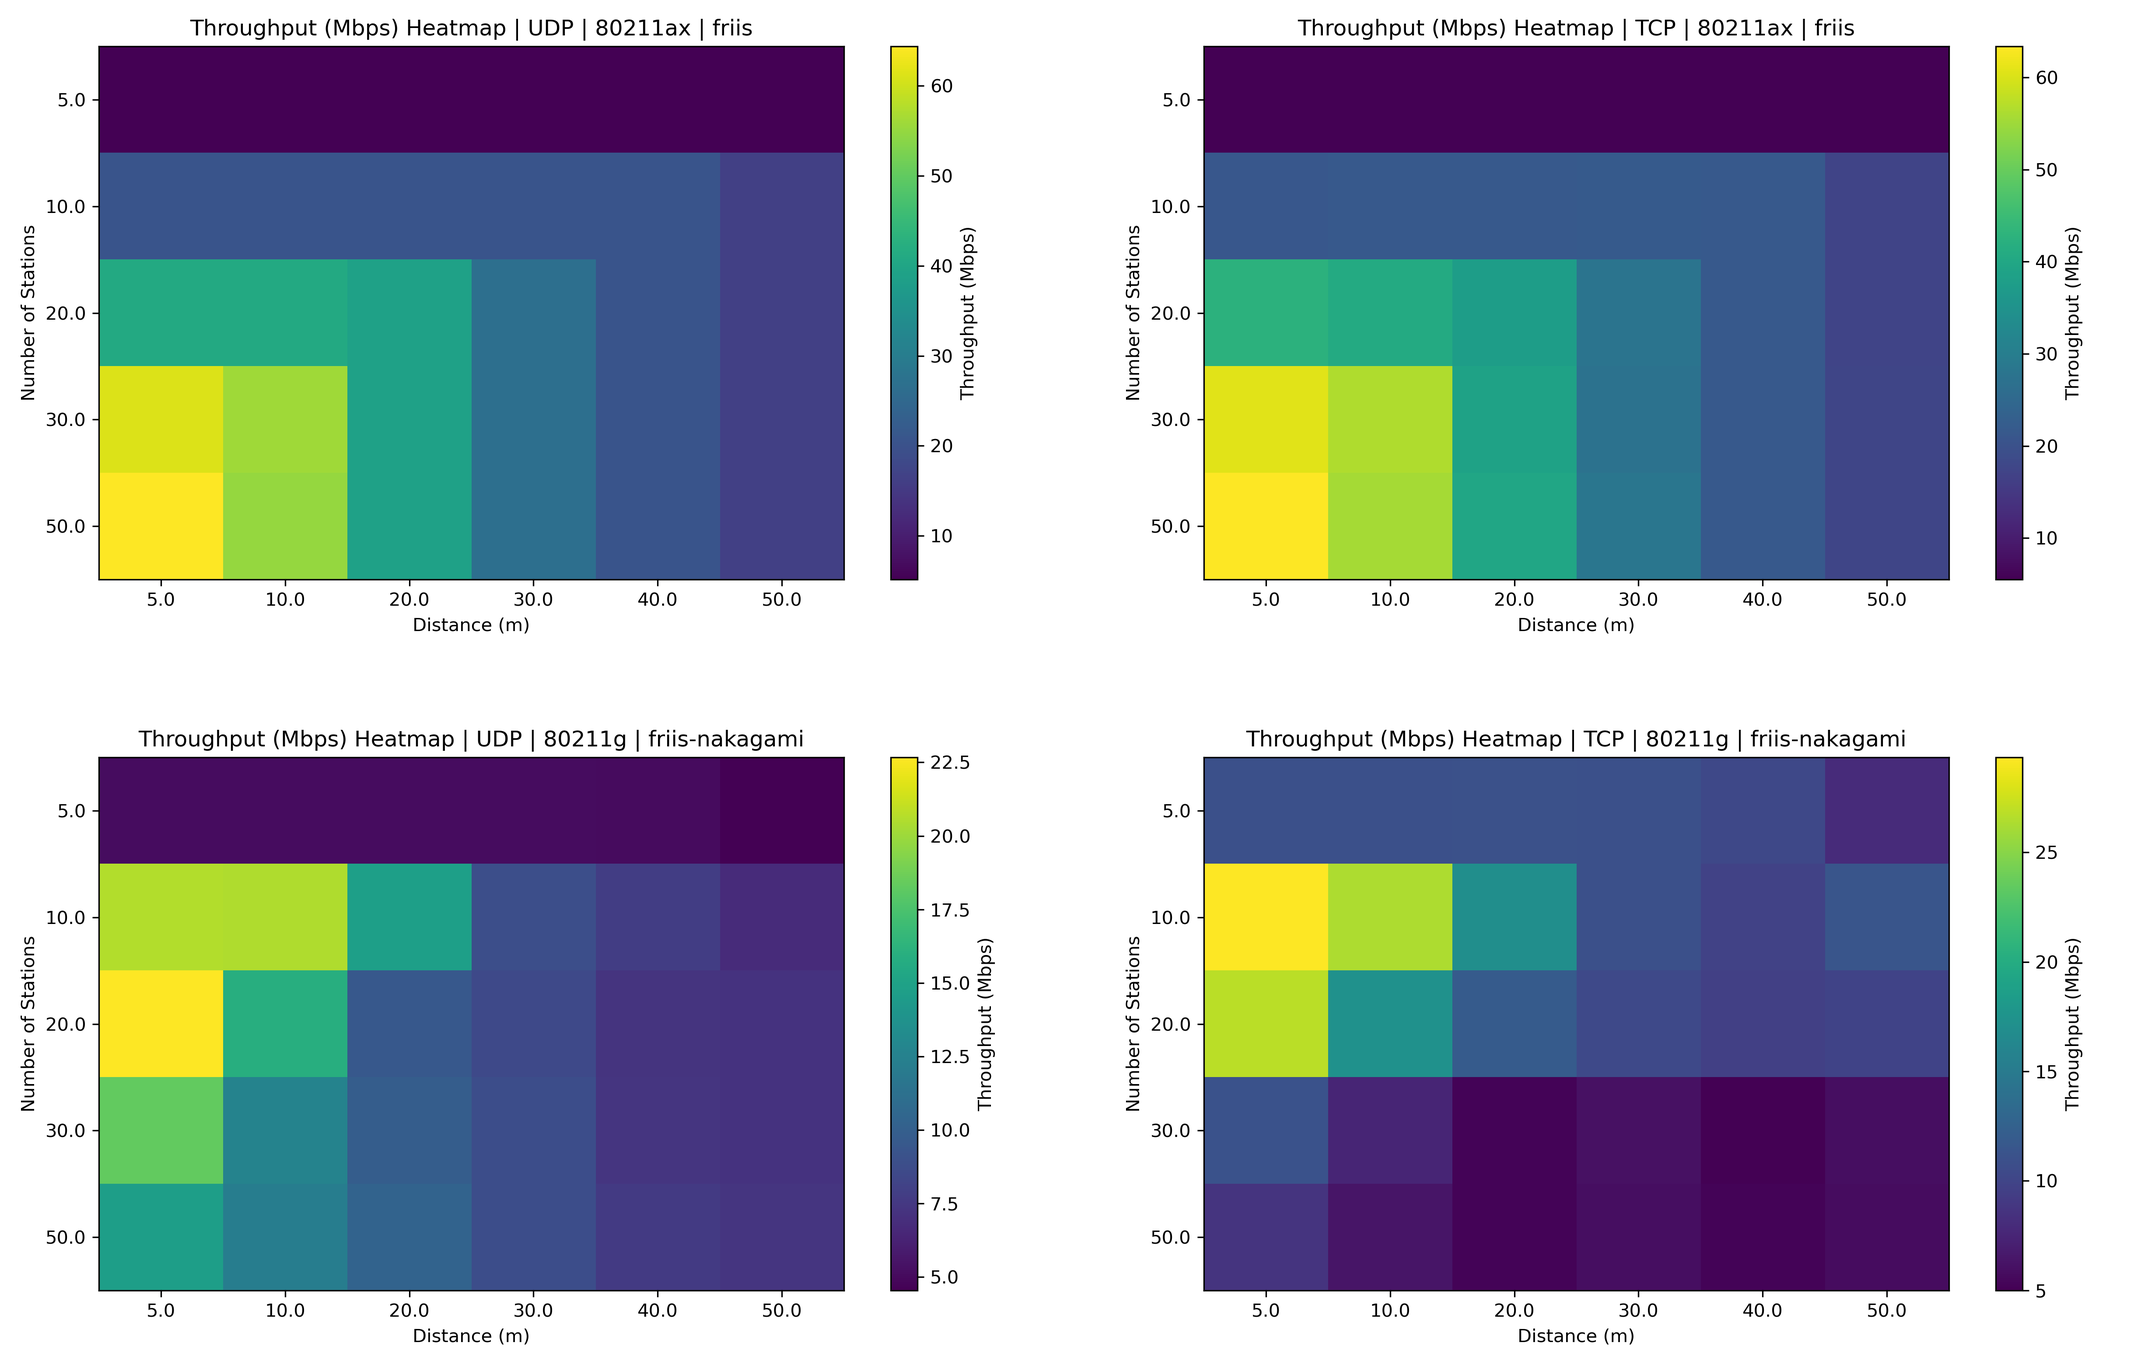 Throughput (Mbps) Heatmap | UDP | 80211ax | friis
5.0
10.0
20.0
30.0
50.0
Number of Stations
5.0 10.0 20.0 30.0 40.0 50.0
Distance (m)
60
50
40
30
20
10
Throughput (Mbps)
Throughput (Mbps) Heatmap | TCP | 80211ax | friis
5.0
10.0
20.0
30.0
50.0
Number of Stations
5.0 10.0 20.0 30.0 40.0 50.0
Distance (m)
60
50
40
30
20
10
Throughput (Mbps)
Throughput (Mbps) Heatmap | UDP | 80211g | friis-nakagami
5.0
10.0
20.0
30.0
50.0
Number of Stations
5.0 10.0 20.0 30.0 40.0 50.0
Distance (m)
22.5
20.0
17.5
15.0
12.5
10.0
7.5
5.0
Throughput (Mbps)
Throughput (Mbps) Heatmap | TCP | 80211g | friis-nakagami
5.0
10.0
20.0
30.0
50.0
Number of Stations
5.0 10.0 20.0 30.0 40.0 50.0
Distance (m)
25
20
15
10
5
Throughput (Mbps)